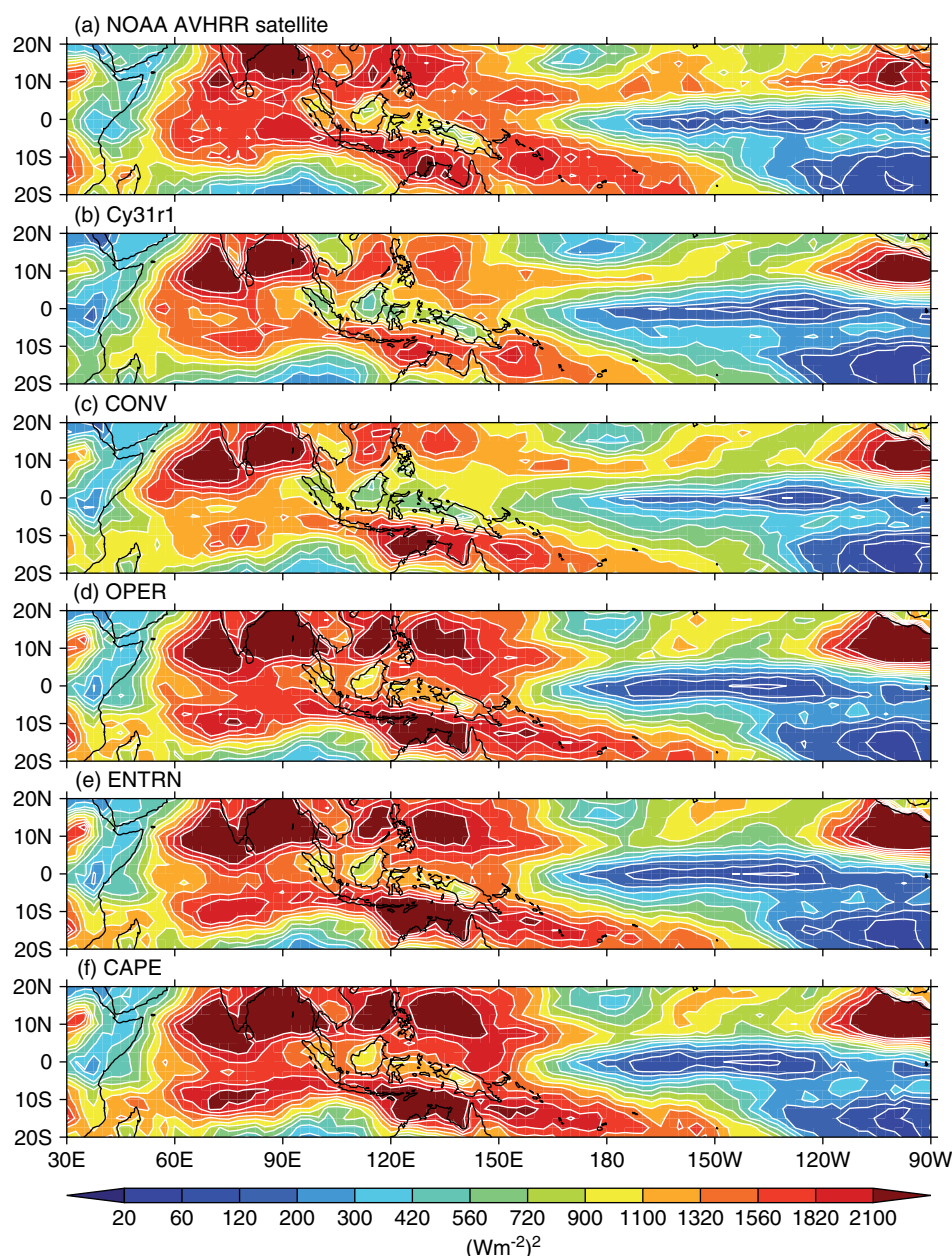 (a) NOAA AVHRR satellite
20N
10N
0
10S
20S
(b) Cy31r1
20N
10N
0
10S
20S
(c) CONV
20N
10N
0
10S
20S
(d) OPER
20N
10N
0
10S
20S
(e) ENTRN
20N
10N
0
10S
20S
(f) CAPE
20N
10N
0
10S
20S
30E 60E 90E 120E 150E 180 150W 120W 90W
20 60 120 200 300 420 560 720 900 1100 1320 1560 1820 2100
(Wm⁻²)²